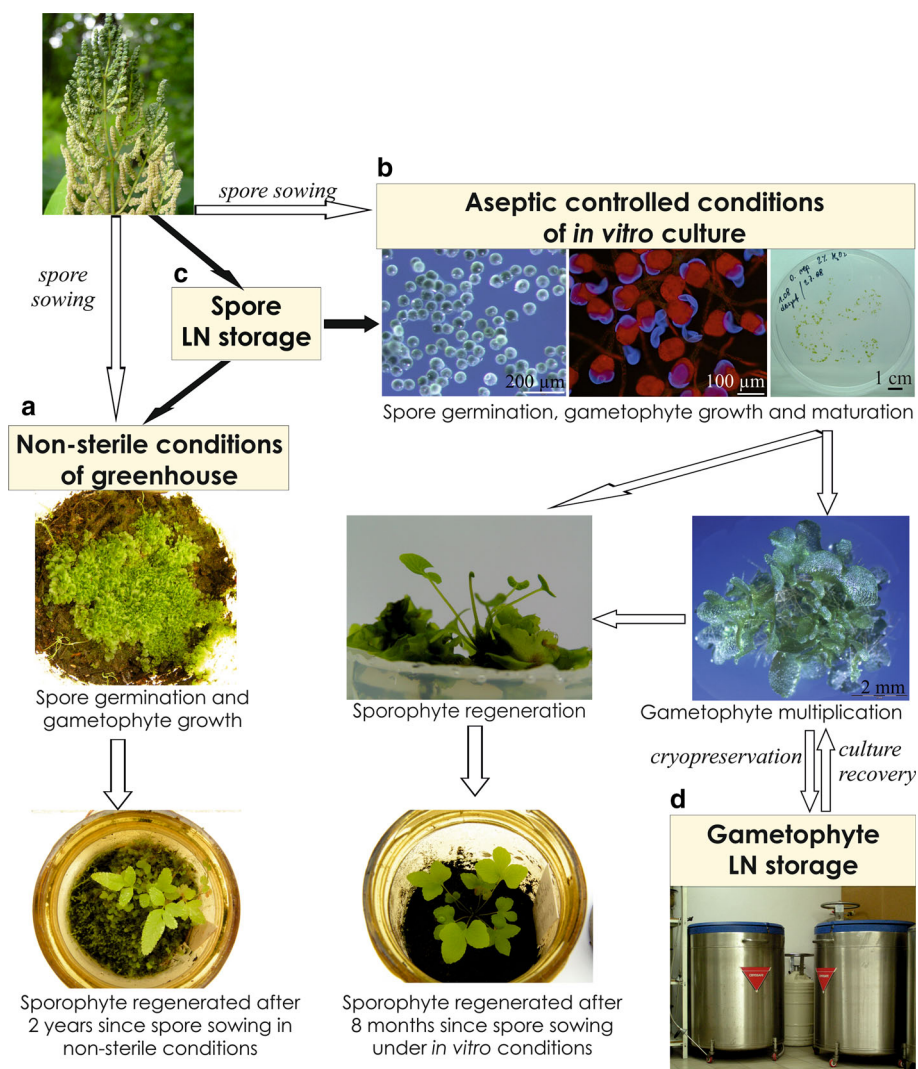 spore sowing
b
Aseptic controlled conditions
of in vitro culture
spore
sowing
c
Spore
LN storage
200 µm
100 µm
1 cm
Spore germination, gametophyte growth and maturation
a
Non-sterile conditions
of greenhouse
Spore germination and
gametophyte growth
Sporophyte regeneration
2 mm
Gametophyte multiplication
cryopreservation
culture
recovery
d
Gametophyte
LN storage
Sporophyte regenerated after
2 years since spore sowing in
non-sterile conditions
Sporophyte regenerated after
8 months since spore sowing
under in vitro conditions